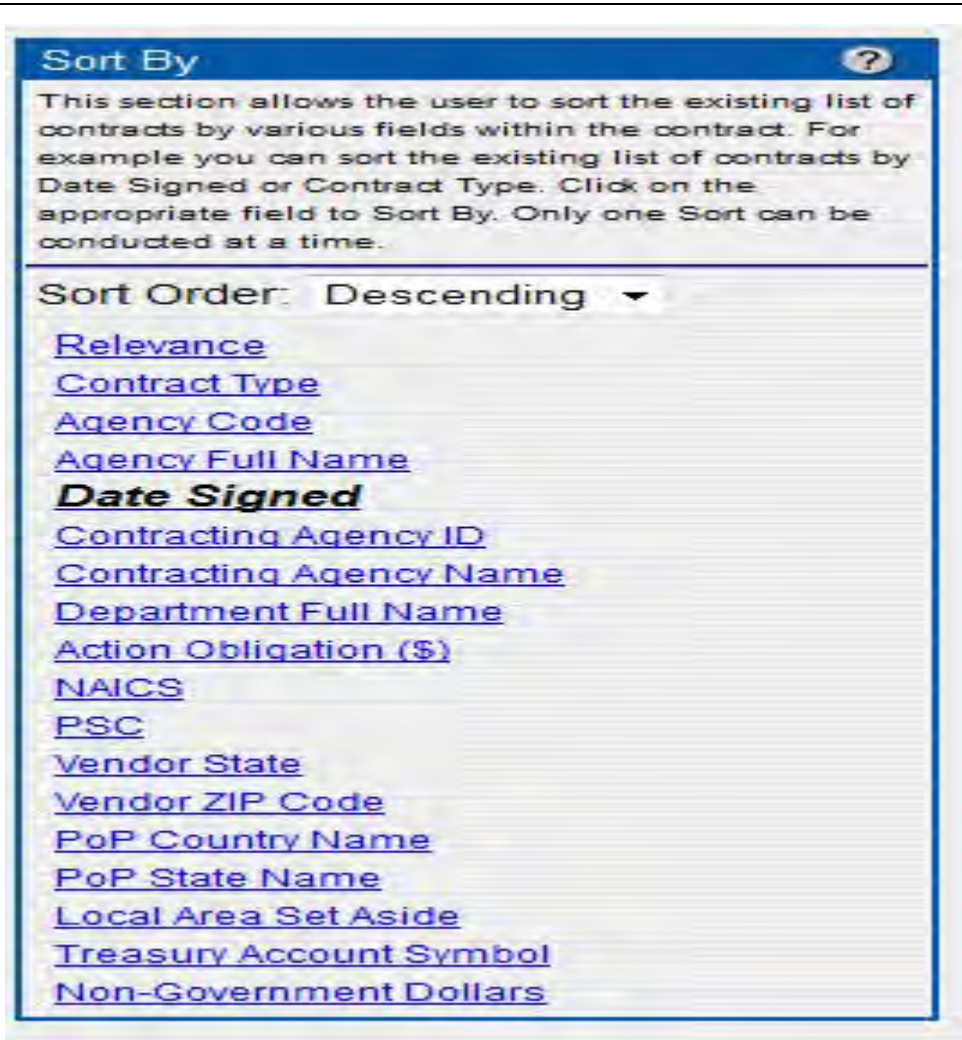 Sort By ?
This section allows the user to sort the existing list of
contracts by various fields within the contract. For
example you can sort the existing list of contracts by
Date Signed or Contract Type. Click on the
appropriate field to Sort By. Only one Sort can be
conducted at a time.
Sort Order: Descending
Relevance
Contract Type
Agency Code
Agency Full Name
Date Signed
Contracting Agency ID
Contracting Agency Name
Department Full Name
Action Obligation ($)
NAICS
PSC
Vendor State
Vendor ZIP Code
PoP Country Name
PoP State Name
Local Area Set Aside
Treasury Account Symbol
Non-Government Dollars